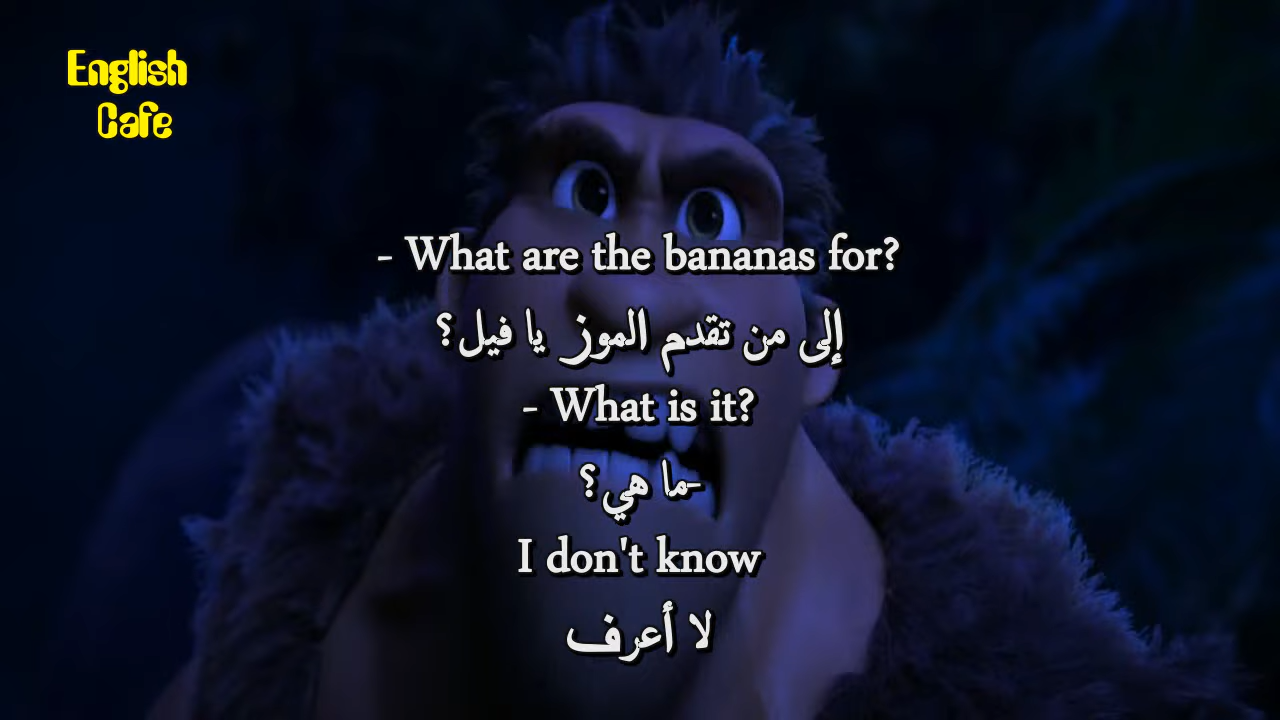 English
Cafe
- What are the bananas for?
إلى من تقدم الموز يا فيل؟
- What is it?
-ما هي؟
I don't know
لا أعرف